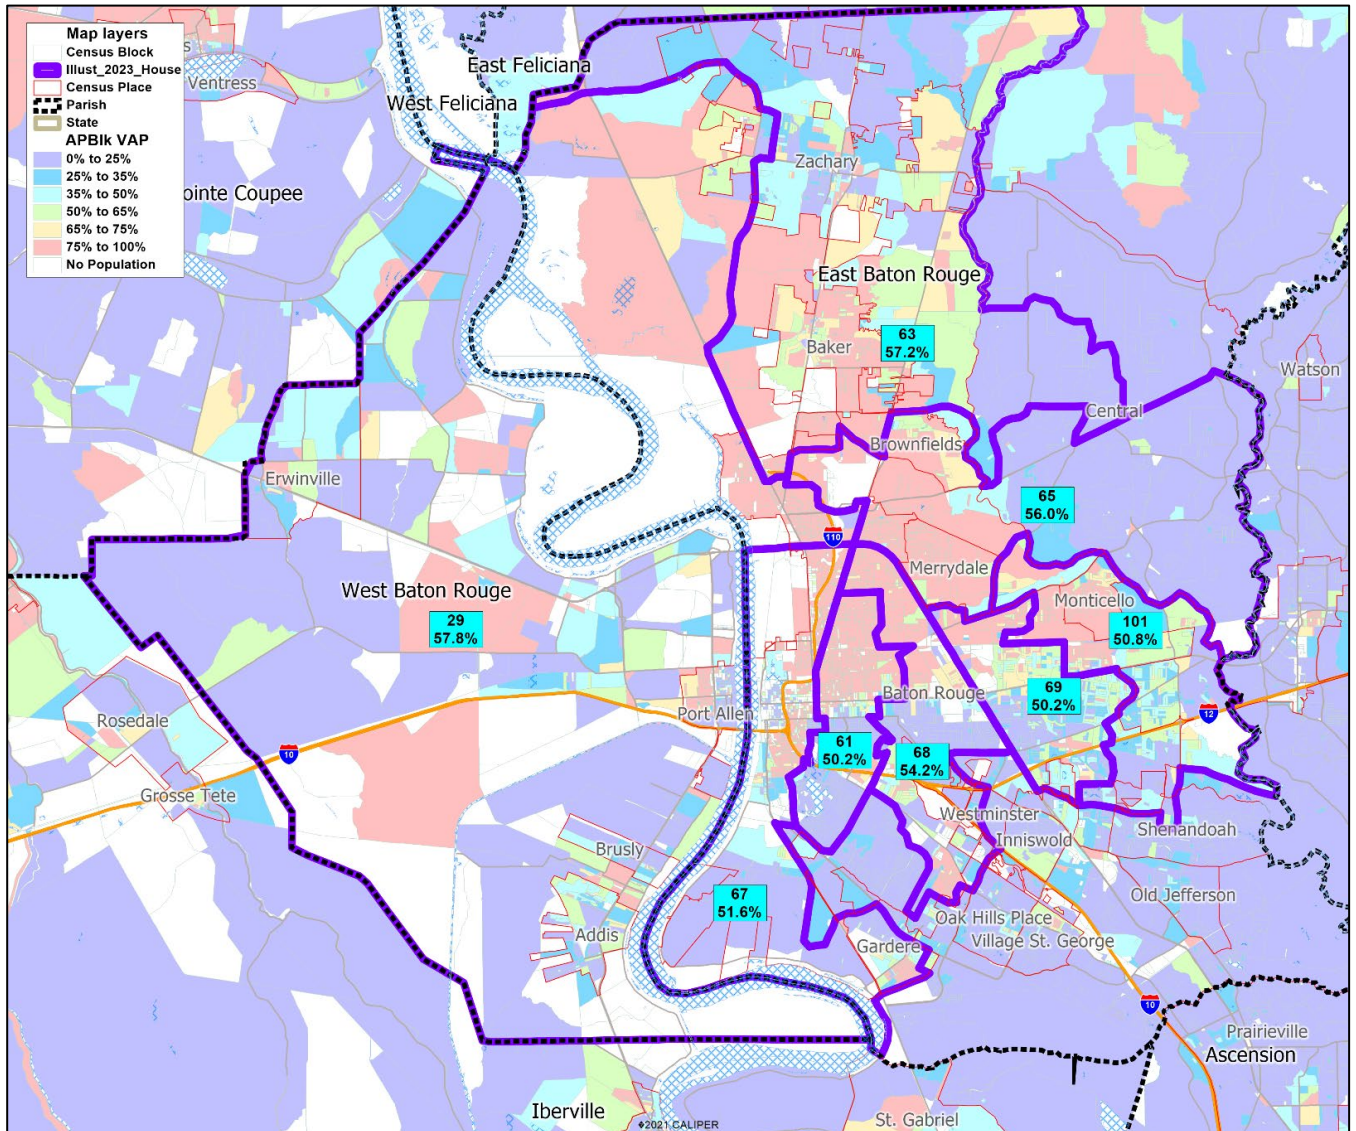 Map layers
Census Block
Illust_2023_House
Census Place
Parish
State
APBlk VAP
0% to 25%
25% to 35%
35% to 50%
50% to 65%
65% to 75%
75% to 100%
No Population
Ventress
East Feliciana
West Feliciana
ointe Coupee
Zachary
East Baton Rouge
63
57.2%
Baker
Watson
Central
Brownfields
Erwinville
65
56.0%
110
Merrydale
West Baton Rouge
29
57.8%
Monticello
101
50.8%
Baton Rouge
69
50.2%
Port Allen
Rosedale
12
10
61
50.2%
68
54.2%
Grosse Tete
Westminster
Inniswold
Shenandoah
Brusly
67
51.6%
Old Jefferson
Oak Hills Place
Addis
Gardere
Village St. George
10
Prairieville
Ascension
Iberville
St. Gabriel
©2021 CALIPER